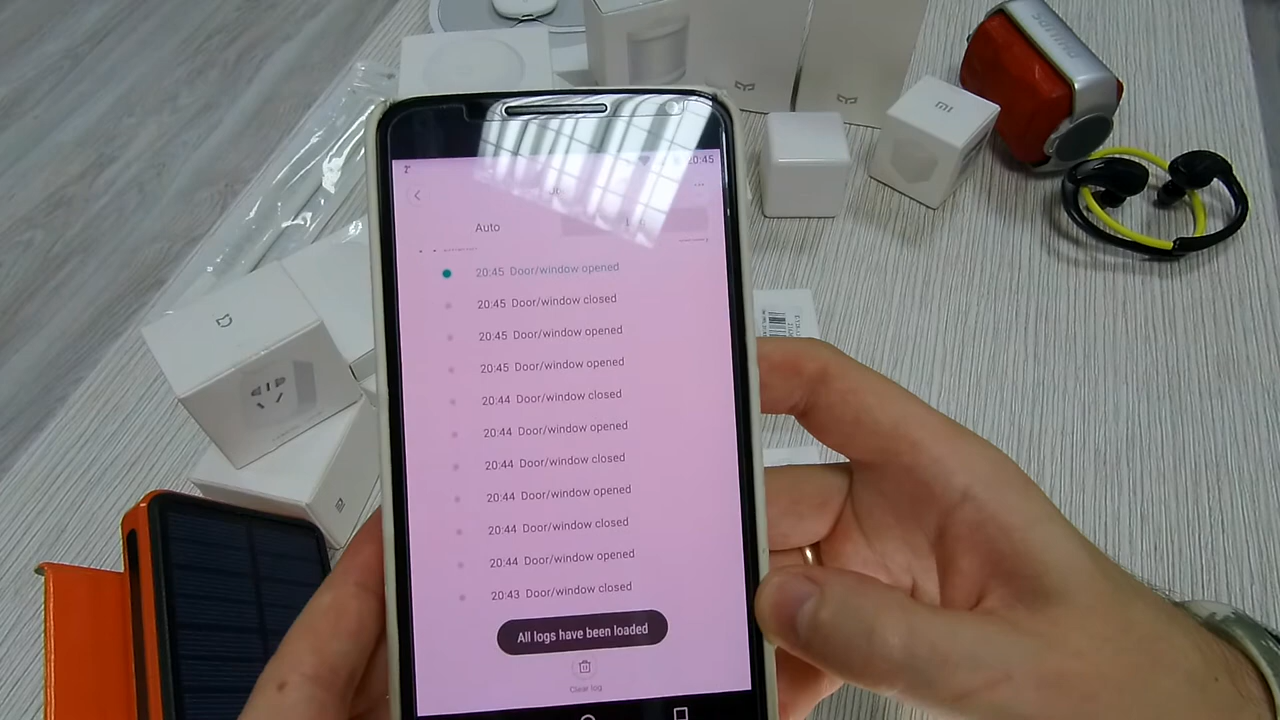 20:45
Auto
20:45 Door/window opened
20:45 Door/window closed
20:45 Door/window opened
20:45 Door/window opened
20:44 Door/window closed
20:44 Door/window opened
20:44 Door/window closed
20:44 Door/window opened
20:44 Door/window closed
20:44 Door/window opened
20:43 Door/window closed
All logs have been loaded
Clear log
PHILIPS